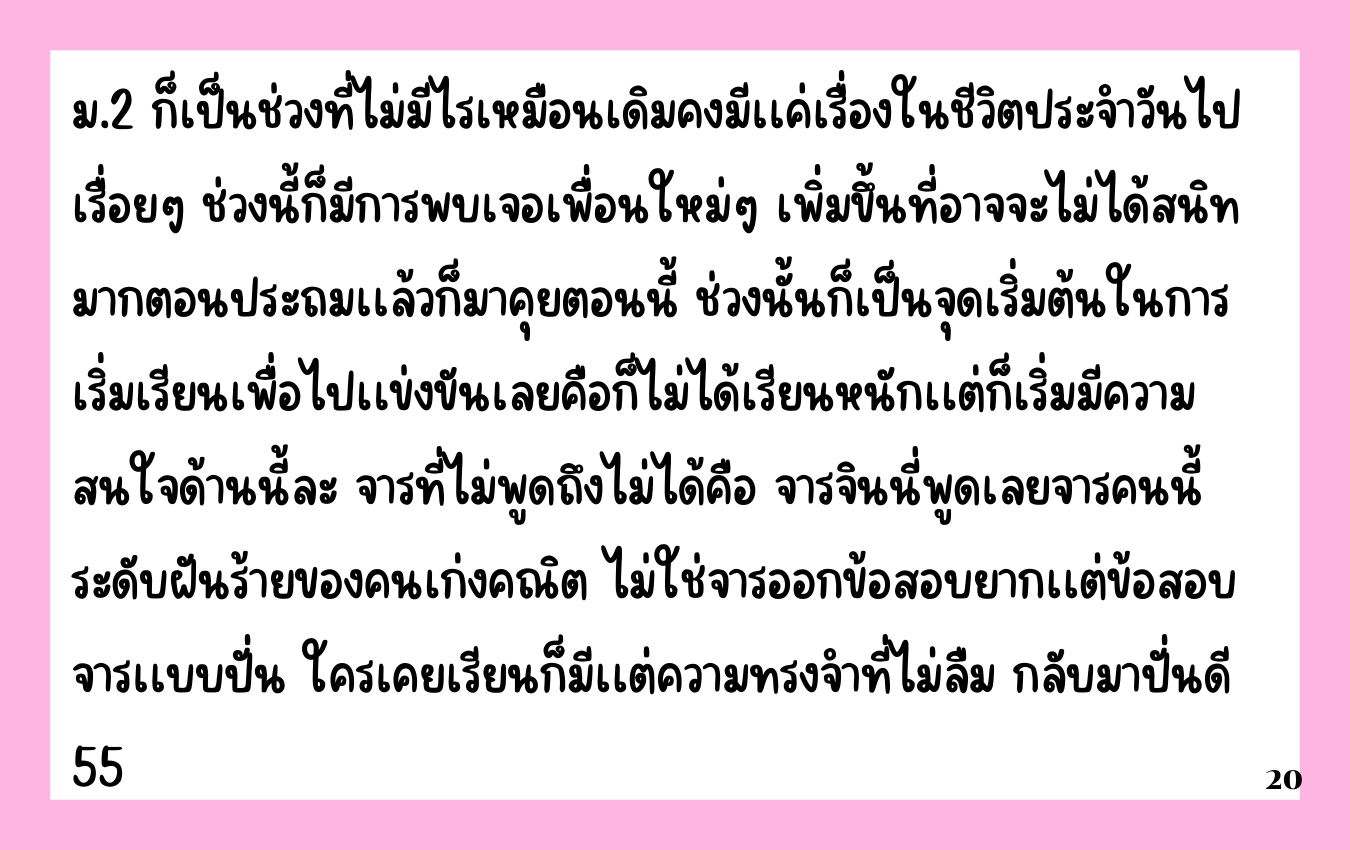 ม.2 ก็เป็นช่วงที่ไม่มีไรเหมือนเดิมคงมีแค่เรื่องในชีวิตประจำวันไป
เรื่อยๆ ช่วงนี้ก็มีการพบเจอเพื่อนใหม่ๆ เพิ่มขึ้นที่อาจจะไม่ได้สนิท
มากตอนประถมแล้วก็มาคุยตอนนี้ ช่วงนั้นก็เป็นจุดเริ่มต้นในการ
เริ่มเรียนเพื่อไปแข่งขันเลยคือก็ไม่ได้เรียนหนักแต่ก็เริ่มมีความ
สนใจด้านนี้ละ จารที่ไม่พูดถึงไม่ได้คือ จารจินนี่พูดเลยจารคนนี้
ระดับฝันร้ายของคนเก่งคณิต ไม่ใช่จารออกข้อสอบยากแต่ข้อสอบ
จารแบบปั่น ใครเคยเรียนก็มีแต่ความทรงจำที่ไม่ลืม กลับมาปั่นดี
55
20